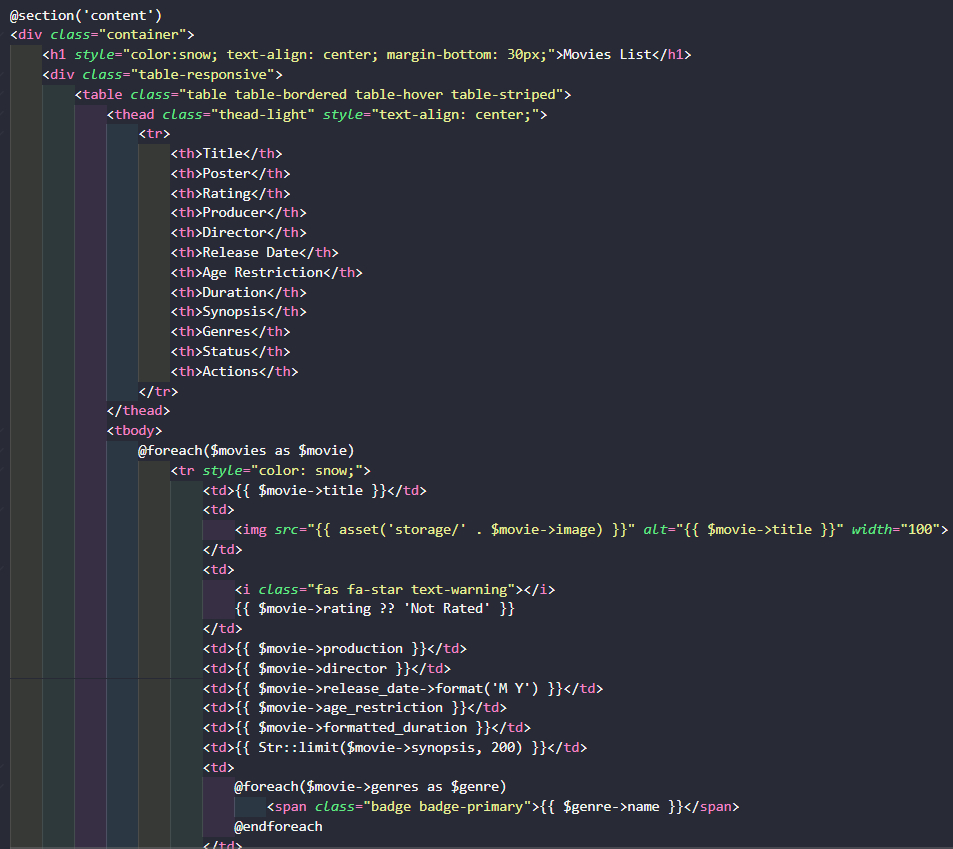 @section('content')
<div class="container">
    <h1 style="color:snow; text-align: center; margin-bottom: 30px;">Movies List</h1>
    <div class="table-responsive">
        <table class="table table-bordered table-hover table-striped">
            <thead class="thead-light" style="text-align: center;">
                <tr>
                    <th>Title</th>
                    <th>Poster</th>
                    <th>Rating</th>
                    <th>Producer</th>
                    <th>Director</th>
                    <th>Release Date</th>
                    <th>Age Restriction</th>
                    <th>Duration</th>
                    <th>Synopsis</th>
                    <th>Genres</th>
                    <th>Status</th>
                    <th>Actions</th>
                </tr>
            </thead>
            <tbody>
                @foreach($movies as $movie)
                    <tr style="color: snow;">
                        <td>{{ $movie->title }}</td>
                        <td>
                            <img src="{{ asset('storage/' . $movie->image) }}" alt="{{ $movie->title }}" width="100">
                        </td>
                        <td>
                            <i class="fas fa-star text-warning"></i>
                            {{ $movie->rating ?? 'Not Rated' }}
                        </td>
                        <td>{{ $movie->production }}</td>
                        <td>{{ $movie->director }}</td>
                        <td>{{ $movie->release_date->format('M Y') }}</td>
                        <td>{{ $movie->age_restriction }}</td>
                        <td>{{ $movie->formatted_duration }}</td>
                        <td>{{ Str::limit($movie->synopsis, 200) }}</td>
                        <td>
                            @foreach($movie->genres as $genre)
                                <span class="badge badge-primary">{{ $genre->name }}</span>
                            @endforeach
                        </td>